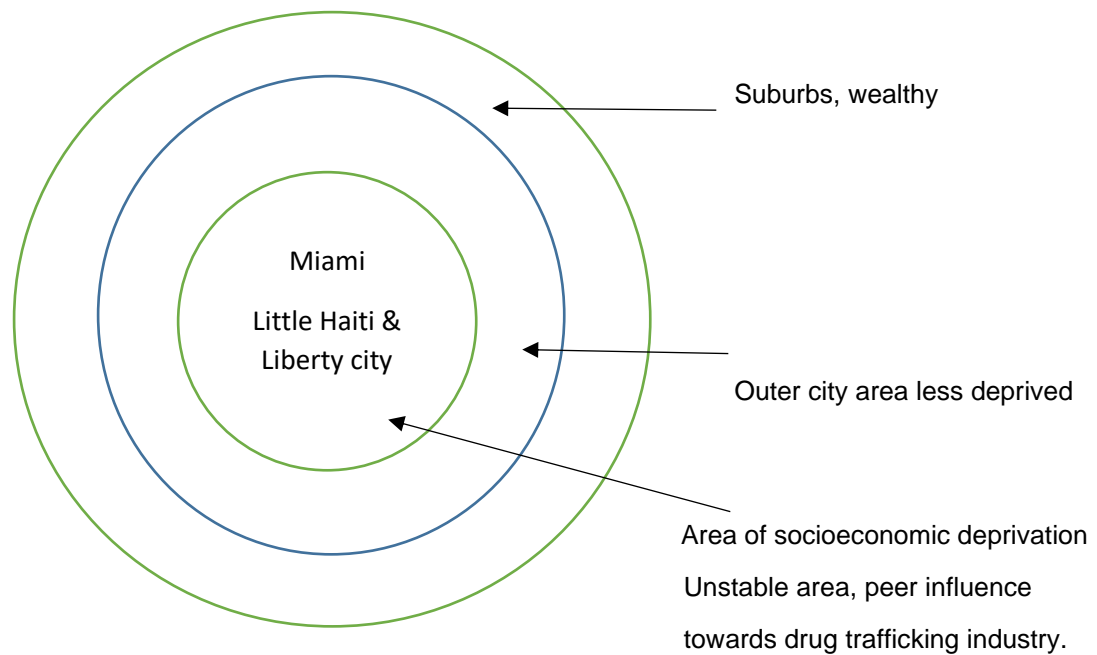 Suburbs, wealthy
Miami
Little Haiti &
Liberty city
Outer city area less deprived
Area of socioeconomic deprivation
Unstable area, peer influence
towards drug trafficking industry.